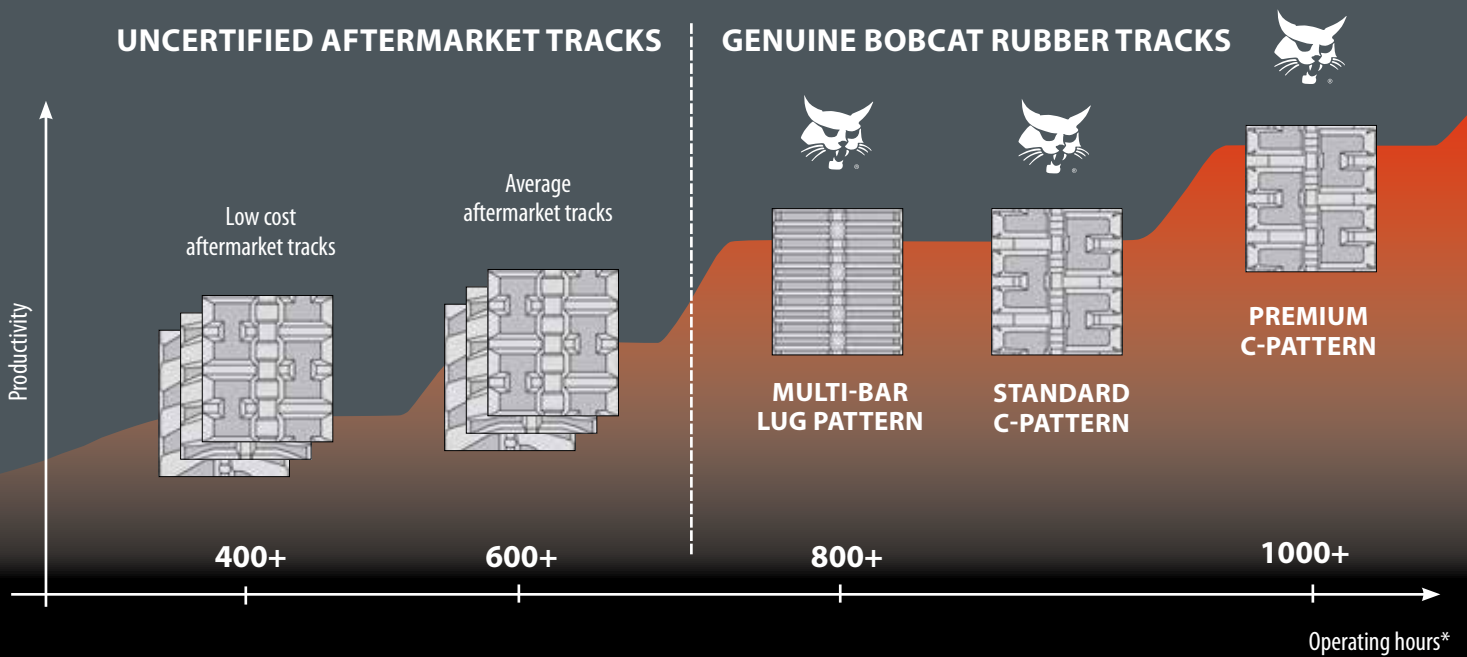 UNCERTIFIED AFTERMARKET TRACKS
GENUINE BOBCAT RUBBER TRACKS
Productivity
Low cost
aftermarket tracks
Average
aftermarket tracks
MULTI-BAR
LUG PATTERN
STANDARD
C-PATTERN
PREMIUM
C-PATTERN
400+
600+
800+
1000+
Operating hours*